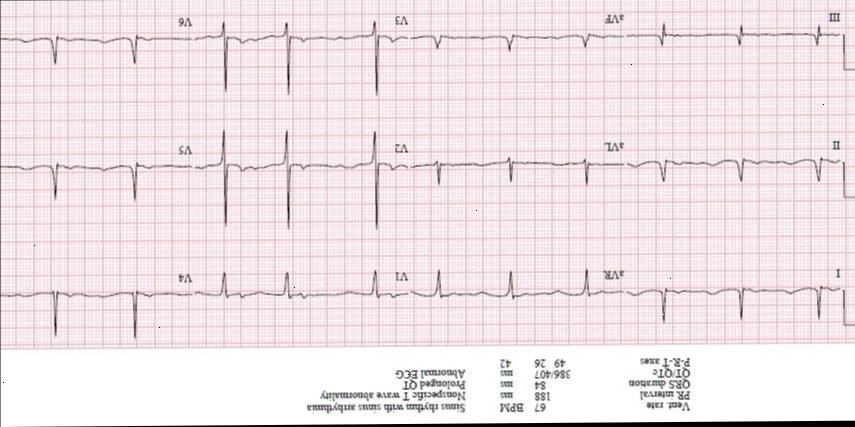 Vent. rate 67 BPM Sinus rhythm with sinus arrhythmia
PR interval 188 ms Nonspecific T wave abnormality
QRS duration 84 ms Prolonged QT
QT/QTc 386/407 ms Abnormal ECG
P-R-T axes 49 26 42
I aVR V1 V4
II aVL V2 V5
III aVF V3 V6